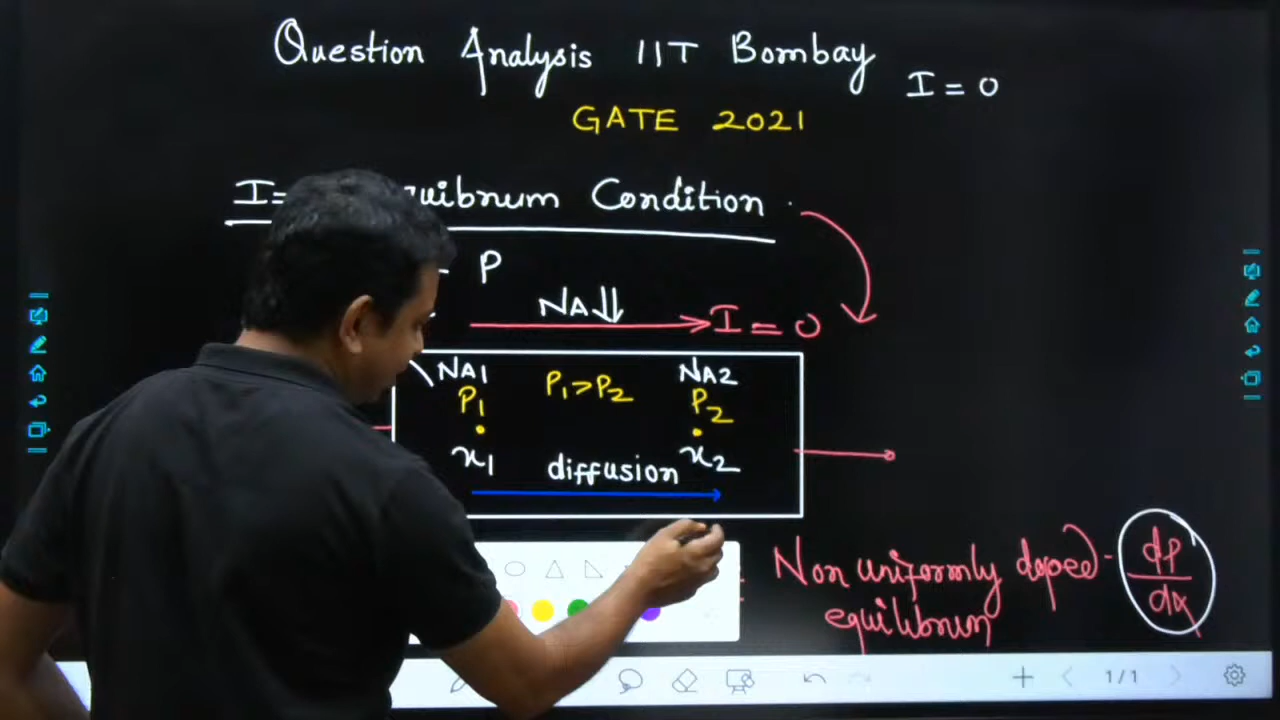 Question Analysis IIT Bombay
I = 0
GATE 2021
I= Condition
P
NA↓↓
I = 0
NA1 P1>P2 NA2
P1 P2
x1 diffusion x2
Non uniformly doped
equilibrium
dp
dx
1/1